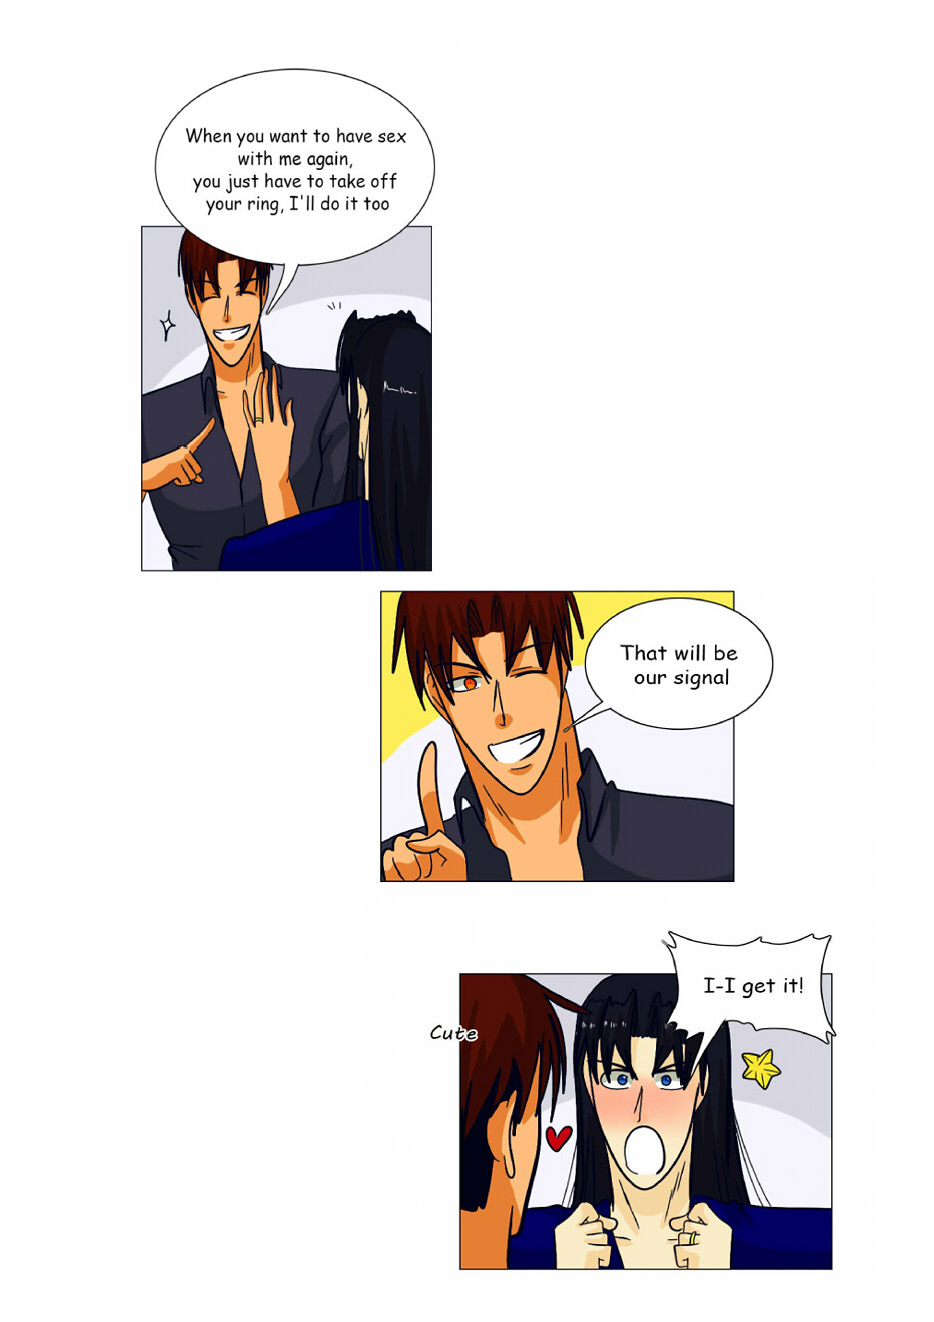 When you want to have sex
with me again,
you just have to take off
your ring, I'll do it too
That will be
our signal
I-I get it!
Cute